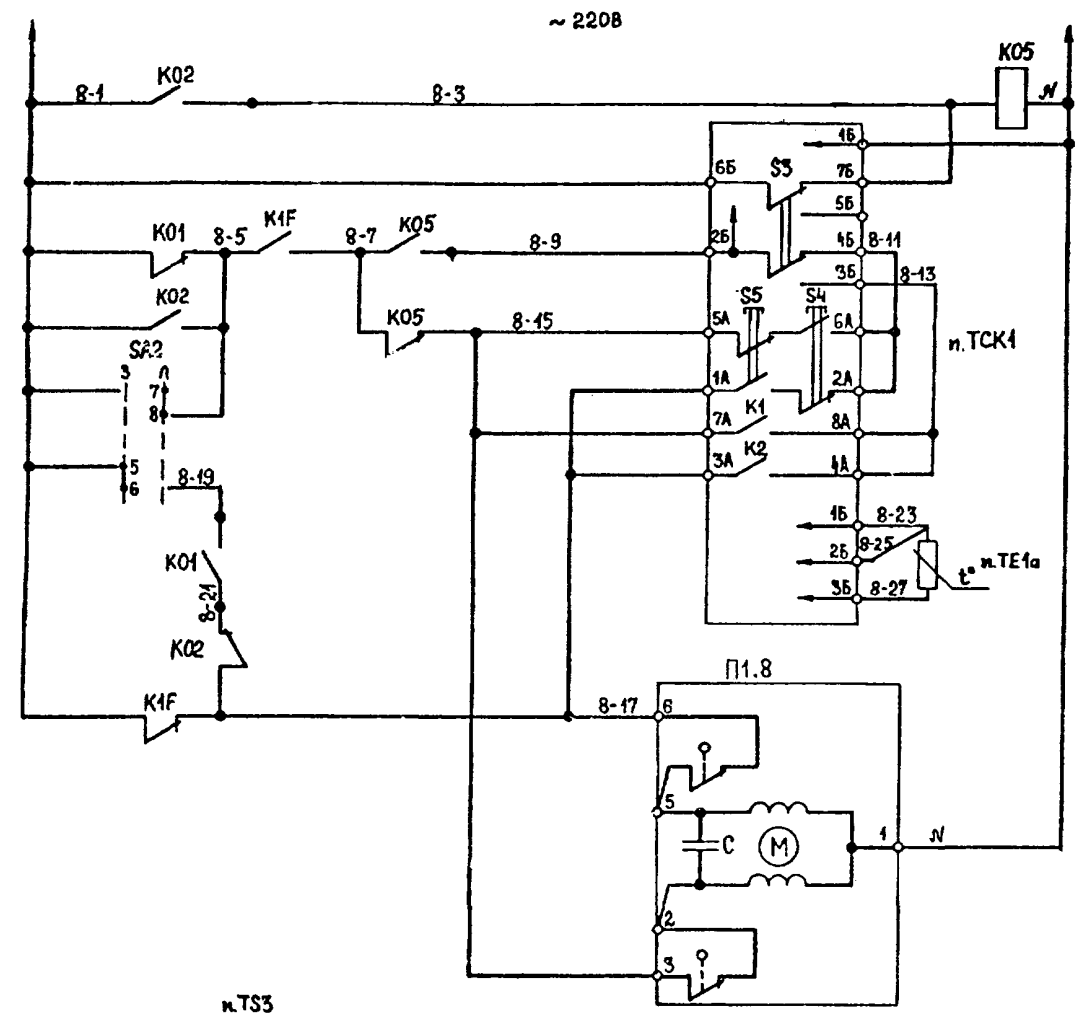 ~ 220В
К05
К02
8-1
8-3
N
1Б
6Б
S3
7Б
5Б
К01
8-5
К1F
8-7
К05
8-9
2Б
4Б
8-11
3Б
8-13
К02
S5
S4
К05
8-15
5А
6А
п.ТСК1
SA2
З
Л
7
8
1А
2А
К1
7А
8А
К2
3А
4А
5
6
8-19
1Б
8-23
К01
2Б
8-25
п.ТЕ1а
t°
8-21
3Б
8-27
К02
П1.8
К1F
8-17
6
5
С
М
1
N
2
3
п.TS3